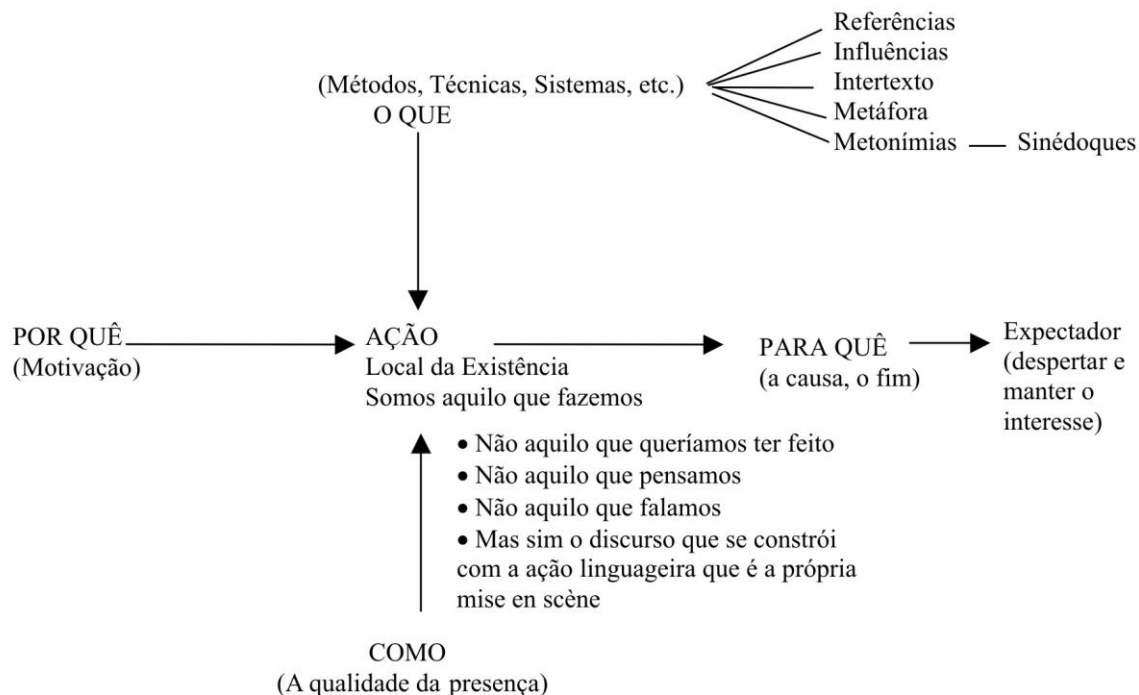 Referências
Influências
(Métodos, Técnicas, Sistemas, etc.)
Intertexto
O QUE
Metáfora
Metonímias
Sinédoques
POR QUÊ
(Motivação)
AÇÃO
Local da Existência
Somos aquilo que fazemos
PARA QUÊ
(a causa, o fim)
Expectador
(despertar e
manter o
interesse)
• Não aquilo que queríamos ter feito
• Não aquilo que pensamos
• Não aquilo que falamos
• Mas sim o discurso que se constrói
com a ação linguageira que é a própria
mise en scène
COMO
(A qualidade da presença)